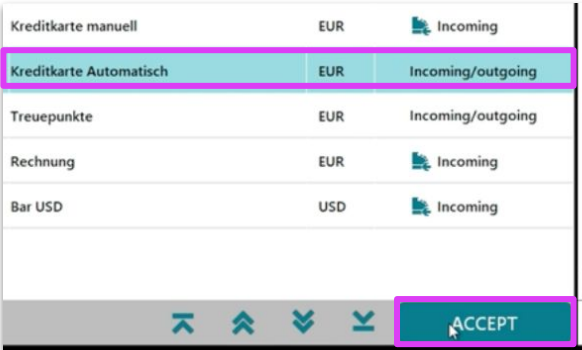 Kreditkarte manuell EUR Incoming
Kreditkarte Automatisch EUR Incoming/outgoing
Treuepunkte EUR Incoming/outgoing
Rechnung EUR Incoming
Bar USD USD Incoming
ACCEPT